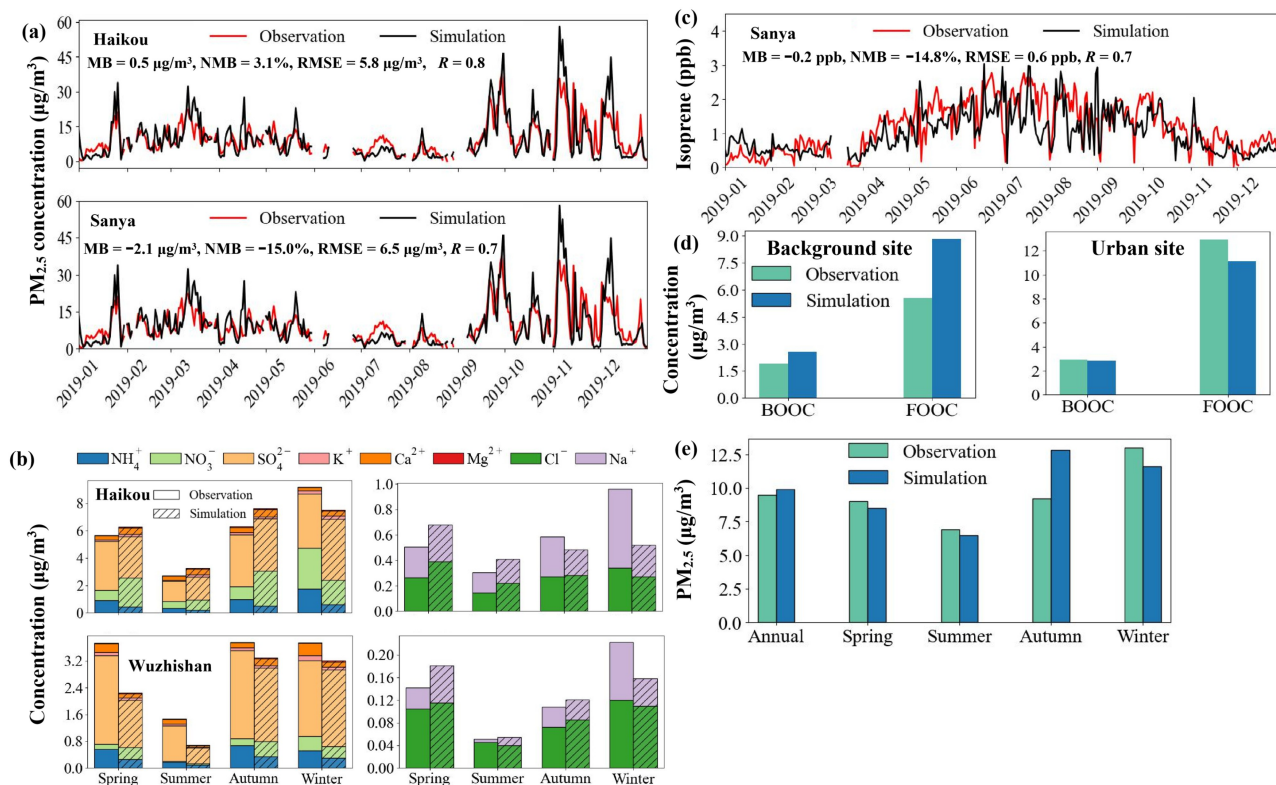 (a)
PM2.5 concentration (μg/m³)
60
45
30
15
0
Haikou
Observation
Simulation
MB = 0.5 μg/m³, NMB = 3.1%, RMSE = 5.8 μg/m³, R = 0.8
60
45
30
15
0
Sanya
Observation
Simulation
MB = −2.1 μg/m³, NMB = −15.0%, RMSE = 6.5 μg/m³, R = 0.7
2019-01
2019-02
2019-03
2019-04
2019-05
2019-06
2019-07
2019-08
2019-09
2019-10
2019-11
2019-12
(b)
NH₄⁺
NO₃⁻
SO₄²⁻
K⁺
Ca²⁺
Mg²⁺
Cl⁻
Na⁺
Concentration (μg/m³)
8
6
4
2
0
Haikou
Observation
Simulation
1.0
0.8
0.6
0.4
0.2
0.0
3.2
2.4
1.6
0.8
0.0
Wuzhishan
Spring
Summer
Autumn
Winter
0.20
0.16
0.12
0.08
0.04
0.00
Spring
Summer
Autumn
Winter
(c)
Isoprene (ppb)
4
3
2
1
0
Sanya
Observation
Simulation
MB = −0.2 ppb, NMB = −14.8%, RMSE = 0.6 ppb, R = 0.7
2019-01
2019-02
2019-03
2019-04
2019-05
2019-06
2019-07
2019-08
2019-09
2019-10
2019-11
2019-12
(d)
Concentration
(μg/m³)
9.0
7.5
6.0
4.5
3.0
1.5
0.0
Background site
Observation
Simulation
BOOC
FOOC
12
10
8
6
4
2
0
Urban site
BOOC
FOOC
(e)
PM2.5 (μg/m³)
12.5
10.0
7.5
5.0
2.5
0.0
Observation
Simulation
Annual
Spring
Summer
Autumn
Winter